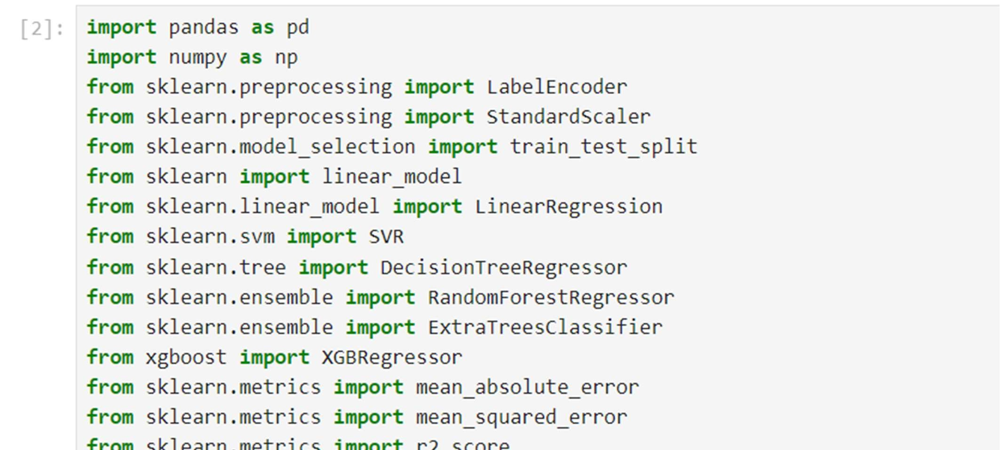 [2]: import pandas as pd
import numpy as np
from sklearn.preprocessing import LabelEncoder
from sklearn.preprocessing import StandardScaler
from sklearn.model_selection import train_test_split
from sklearn import linear_model
from sklearn.linear_model import LinearRegression
from sklearn.svm import SVR
from sklearn.tree import DecisionTreeRegressor
from sklearn.ensemble import RandomForestRegressor
from sklearn.ensemble import ExtraTreesClassifier
from xgboost import XGBRegressor
from sklearn.metrics import mean_absolute_error
from sklearn.metrics import mean_squared_error
from sklearn.metrics import r2_score